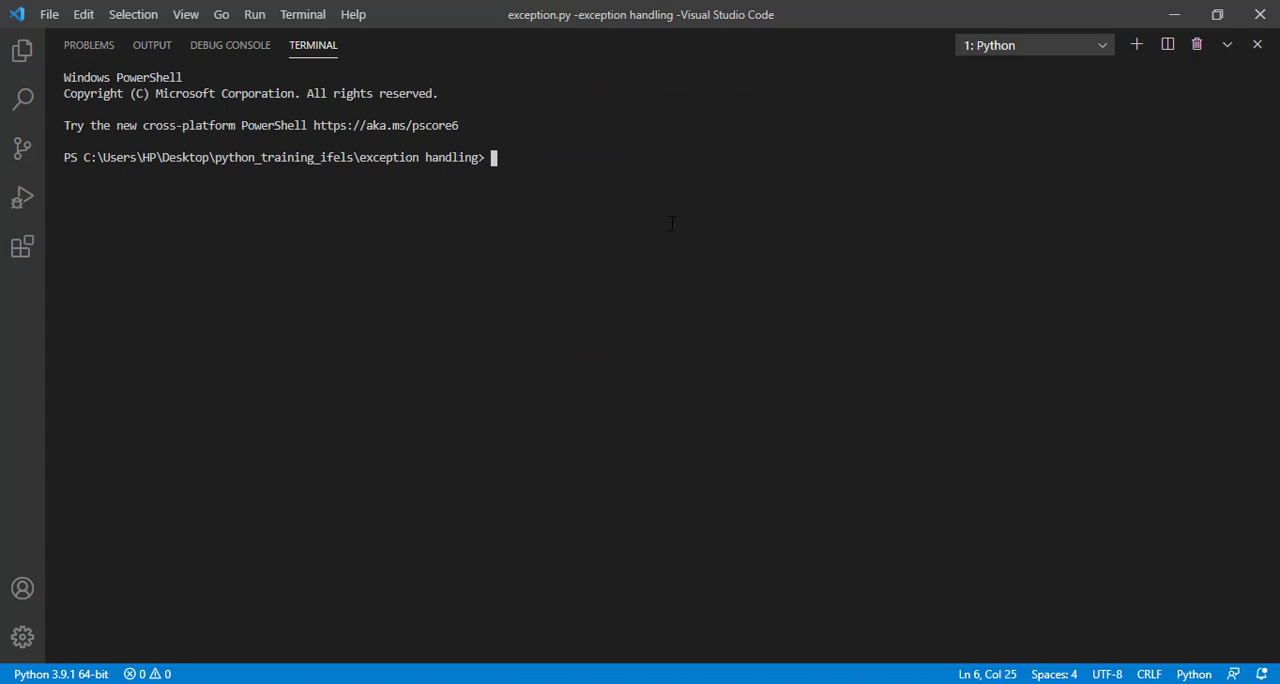 File Edit Selection View Go Run Terminal Help exception.py -exception handling -Visual Studio Code
PROBLEMS OUTPUT DEBUG CONSOLE TERMINAL 1: Python
Windows PowerShell
Copyright (C) Microsoft Corporation. All rights reserved.
Try the new cross-platform PowerShell https://aka.ms/pscore6
PS C:\Users\HP\Desktop\python_training_ifels\exception handling>
Python 3.9.1 64-bit 0 0 Ln 6, Col 25 Spaces: 4 UTF-8 CRLF Python